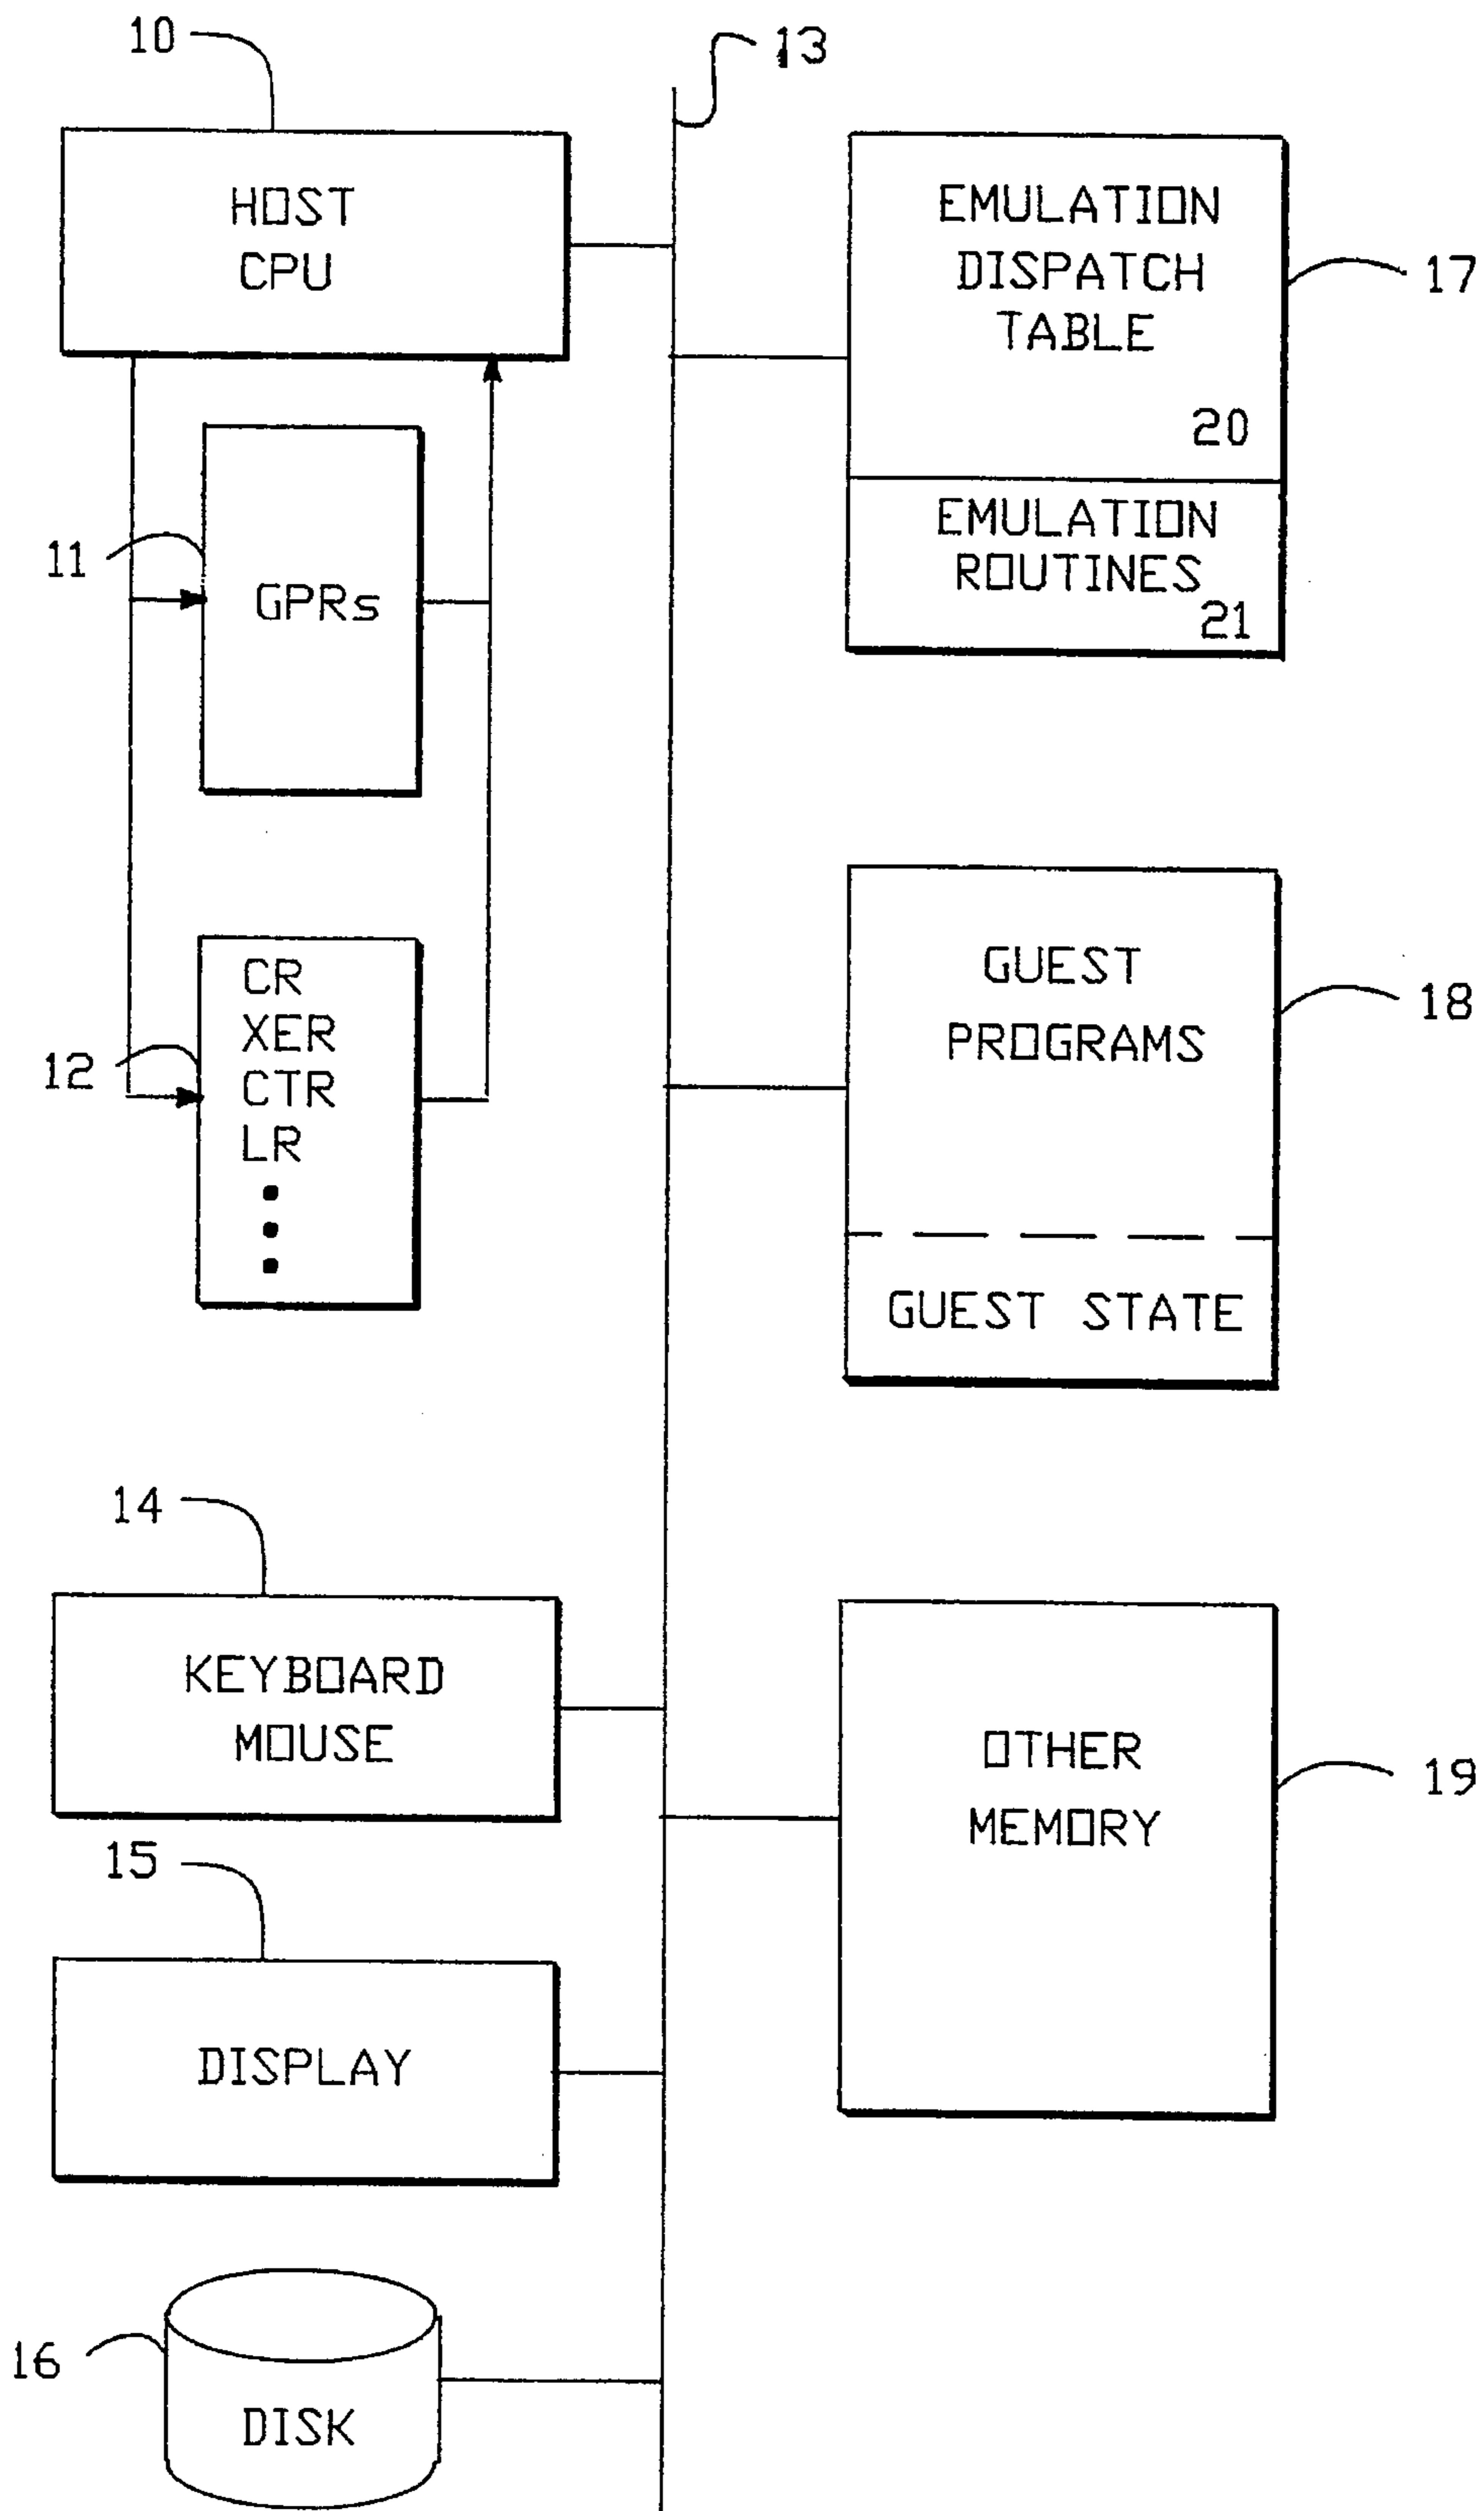 10
13
HOST
CPU
EMULATION
DISPATCH
TABLE
17
20
EMULATION
ROUTINES
21
11
GPRs
12
CR
XER
CTR
LR
GUEST
PROGRAMS
18
GUEST STATE
14
KEYBOARD
MOUSE
OTHER
MEMORY
19
15
DISPLAY
16
DISK